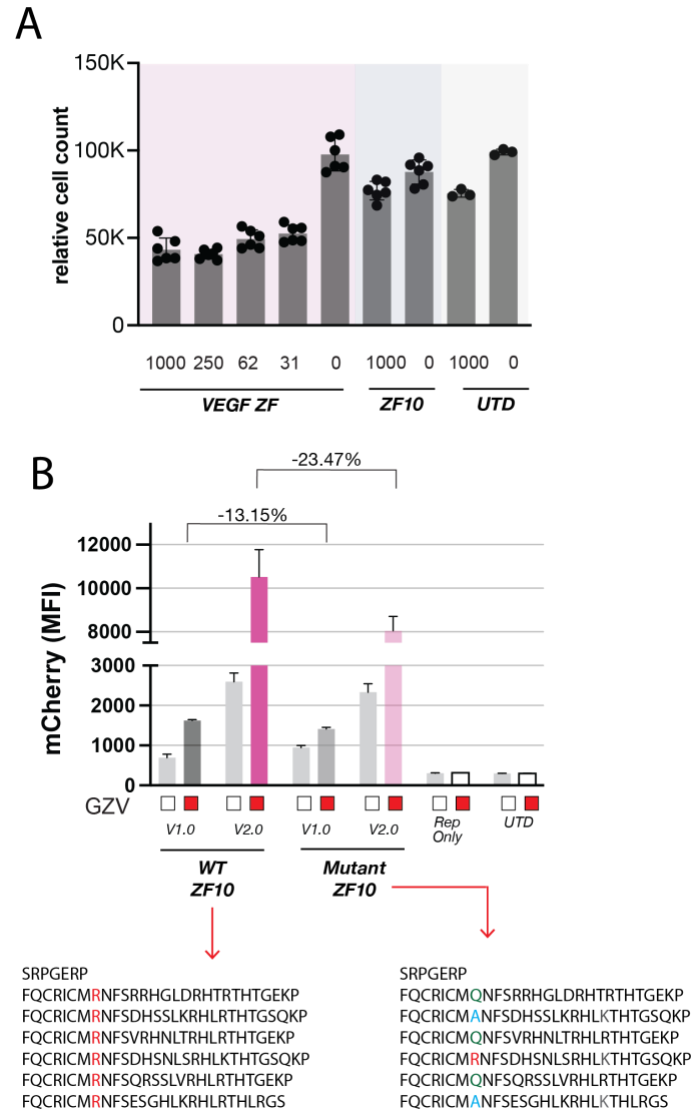 A
150K
100K
50K
0
relative cell count
1000 250 62 31 0 1000 0 1000 0
VEGF ZF ZF10 UTD
B
-23.47%
-13.15%
12000
10000
8000
3000
2000
1000
0
mCherry (MFI)
GZV
V1.0 V2.0 V1.0 V2.0 Rep Only UTD
WT ZF10
Mutant ZF10
SRPGERP
FQCRICMRNFSRRHGLDRHTRTHTGEKP
FQCRICMRNFSDHSSLKRHLRTHTGSQKP
FQCRICMRNFSVRHNLTRHLRTHTGEKP
FQCRICMRNFSDHSNLSRHLKTHTGSQKP
FQCRICMRNFSQRSSLVRHLRTHTGEKP
FQCRICMRNFSESGHLKRHLRTHLRGS
SRPGERP
FQCRICMQNFSRRHGLDRHTRTHTGEKP
FQCRICMANFSDHSSLKRHLKTHTGSQKP
FQCRICMQNFSVRHNLTRHLRTHTGEKP
FQCRICMRNFSDHSNLSRHLKTHTGSQKP
FQCRICMQNFSQRSSLVRHLRTHTGEKP
FQCRICMANFSESGHLKRHLKTHLRGS